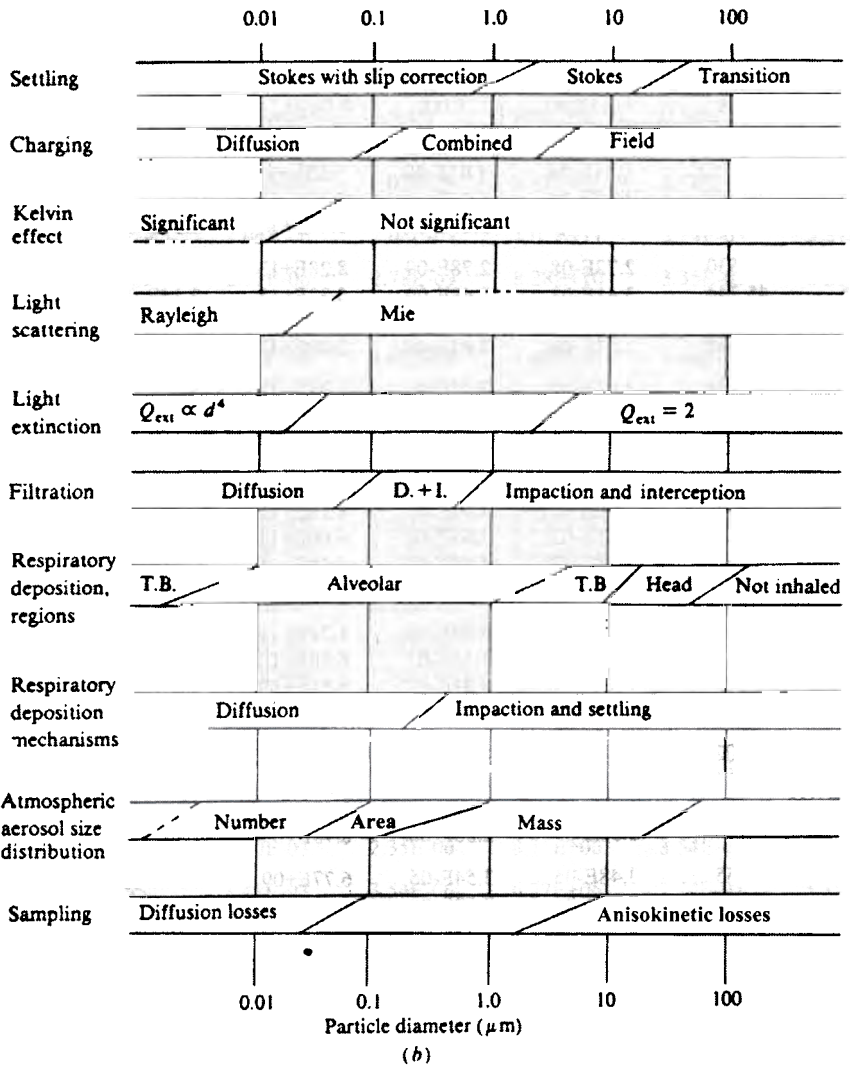 0.01 0.1 1.0 10 100
Settling Stokes with slip correction Stokes Transition
Charging Diffusion Combined Field
Kelvin
effect Significant Not significant
Light
scattering Rayleigh Mie
Light
extinction Q_ext ∝ d⁴ Q_ext = 2
Filtration Diffusion D. + I. Impaction and interception
Respiratory
deposition,
regions T.B. Alveolar T.B Head Not inhaled
Respiratory
deposition
mechanisms Diffusion Impaction and settling
Atmospheric
aerosol size
distribution Number Area Mass
Sampling Diffusion losses Anisokinetic losses
0.01 0.1 1.0 10 100
Particle diameter (μm)
(b)